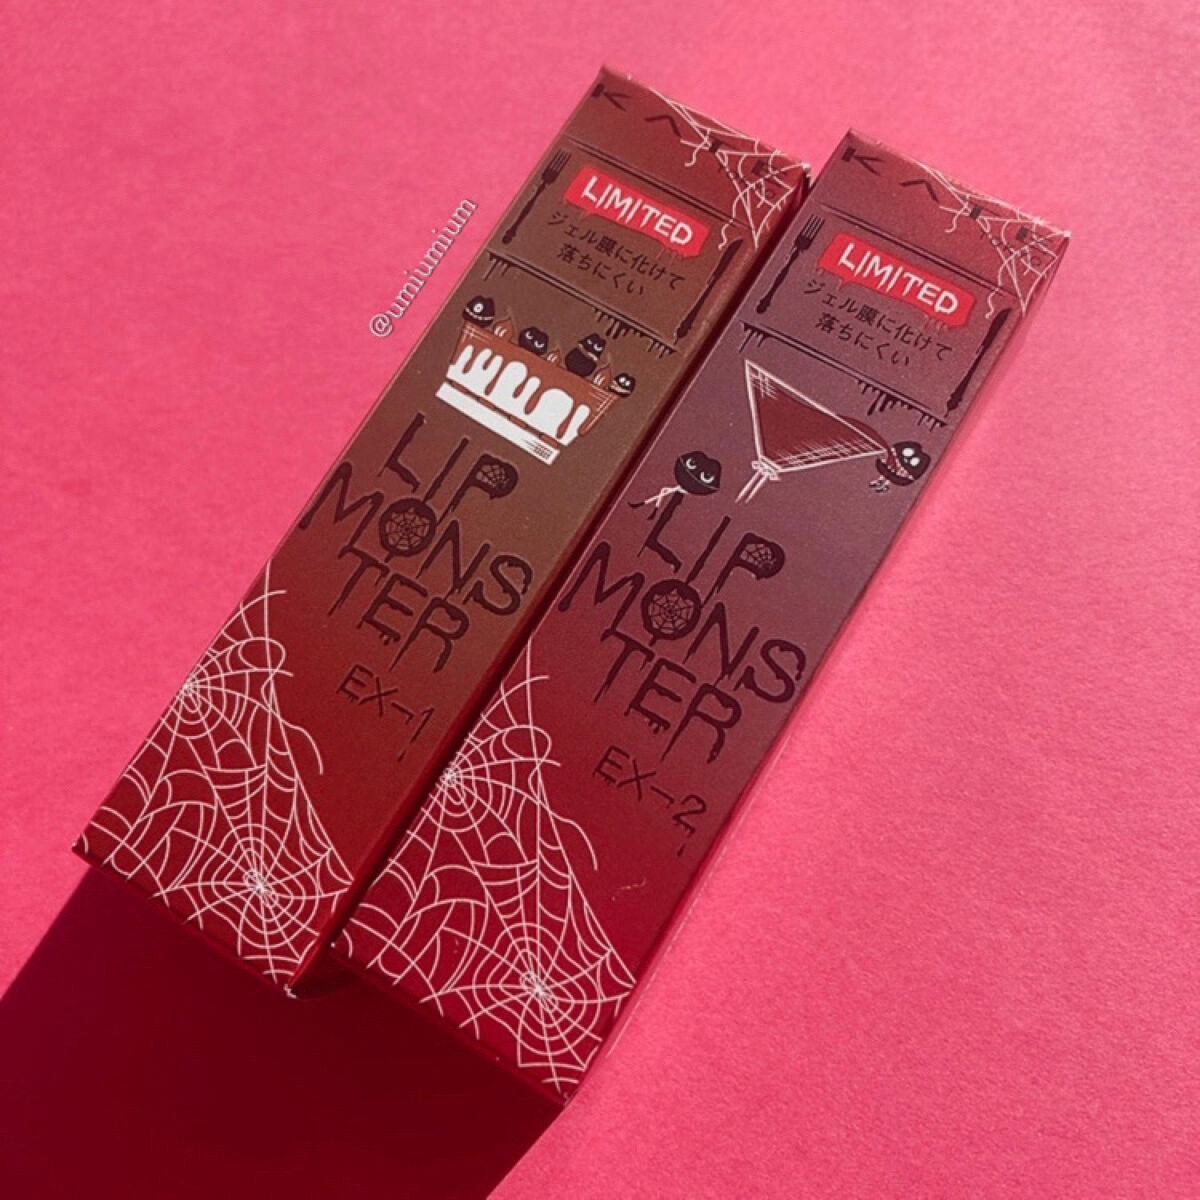 @umiumium
KATE
TOKYO
LIMITED
ジェル膜に化けて
落ちにくい
LIP
MONS
TER
EX-1
KATE
TOKYO
LIMITED
ジェル膜に化けて
落ちにくい
LIP
MONS
TER
EX-2